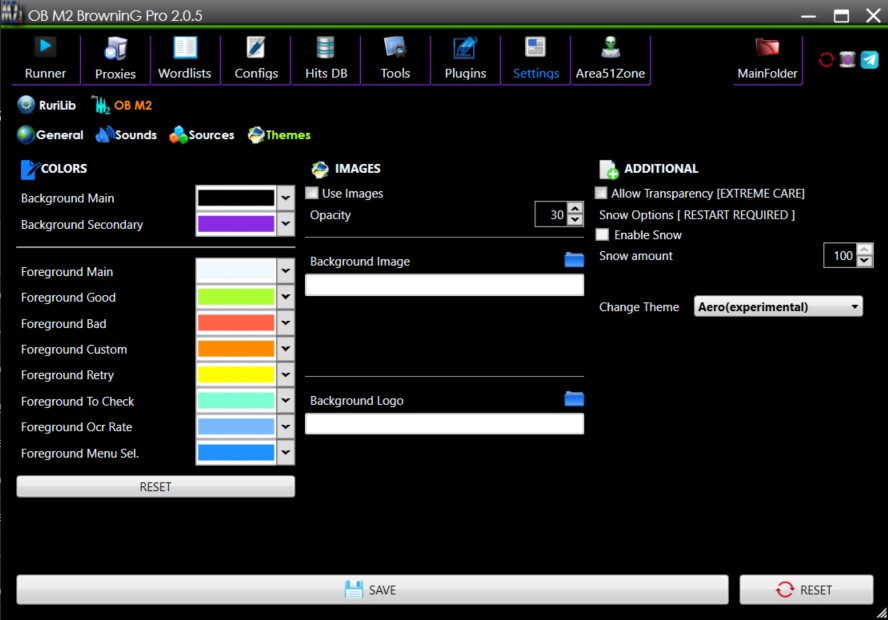 OB M2 BrowninG Pro 2.0.5
Runner
Proxies
Wordlists
Configs
Hits DB
Tools
Plugins
Settings
Area51Zone
MainFolder
RuriLib
OB M2
General
Sounds
Sources
Themes
COLORS
Background Main
Background Secondary
Foreground Main
Foreground Good
Foreground Bad
Foreground Custom
Foreground Retry
Foreground To Check
Foreground Ocr Rate
Foreground Menu Sel.
RESET
IMAGES
Use Images
Opacity
30
Background Image
Background Logo
ADDITIONAL
Allow Transparency [EXTREME CARE]
Snow Options [ RESTART REQUIRED ]
Enable Snow
Snow amount
100
Change Theme
Aero(experimental)
SAVE
RESET